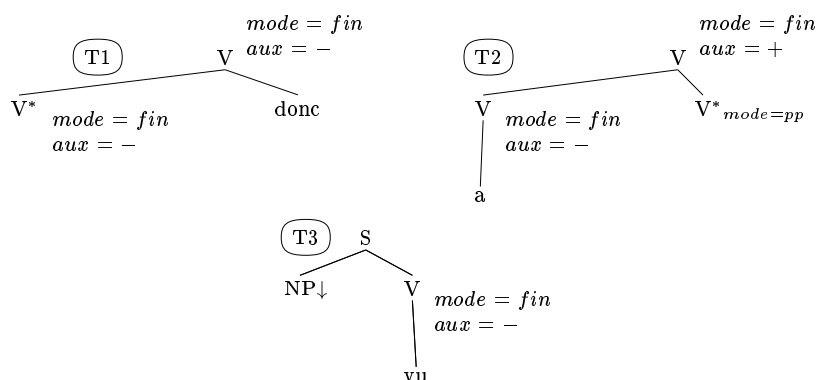 T1
V
mode = fin
aux = −
V*
mode = fin
aux = −
donc
T2
V
mode = fin
aux = +
V
mode = fin
aux = −
V* mode=pp
a
T3
S
NP↓
V
mode = fin
aux = −
vu